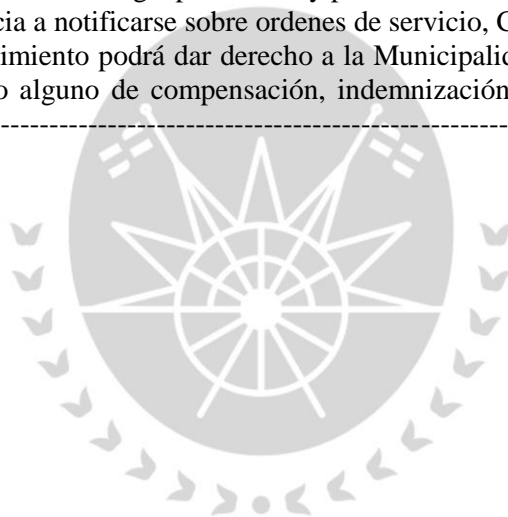 cia a notificarse sobre ordenes de servicio, C
imiento podrá dar derecho a la Municipalid
o alguno de compensación, indemnización
--------------------------------------------------------